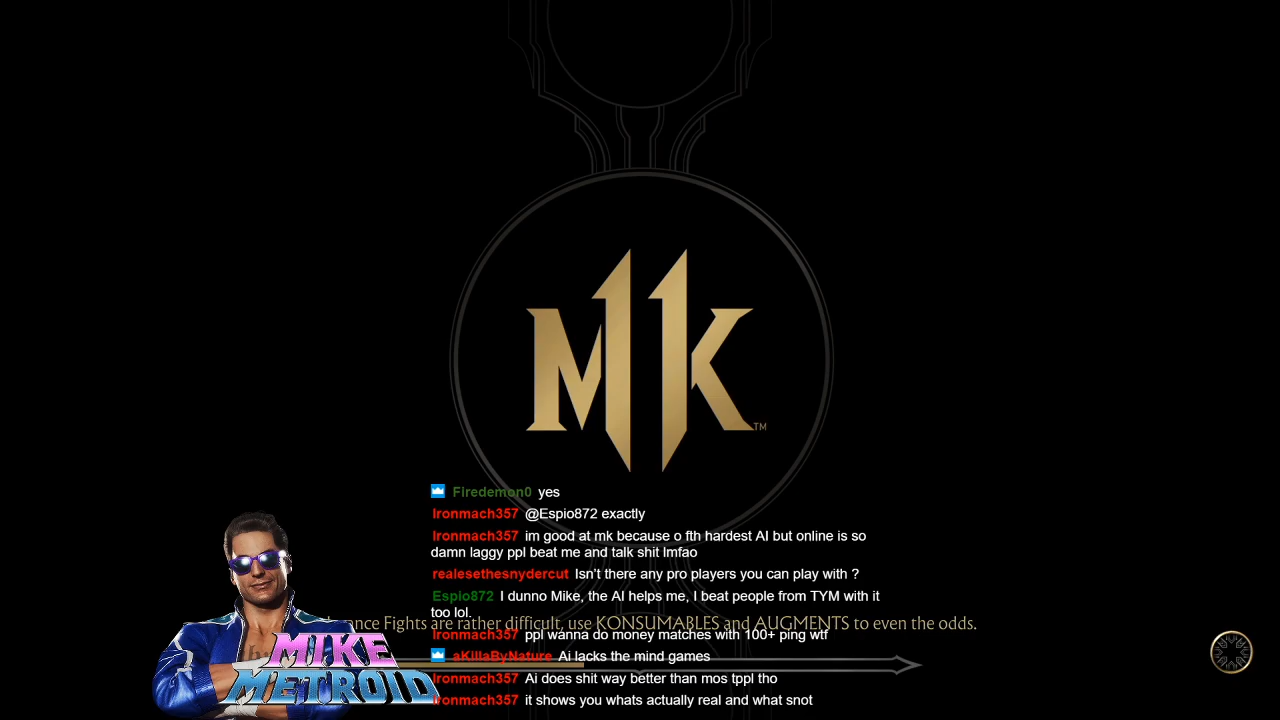 MK11
TM
Firedemon0 yes
Ironmach357 @Espio872 exactly
Ironmach357 im good at mk because o fth hardest AI but online is so
damn laggy ppl beat me and talk shit lmfao
realesethesnydercut Isn't there any pro players you can play with ?
Espio872 I dunno Mike, the AI helps me, I beat people from TYM with it
too lol.
ance Fights are rather difficult, use KONSUMABLES and AUGMENTS to even the odds.
Ironmach357 ppl wanna do money matches with 100+ ping wtf
aKillaByNature Ai lacks the mind games
Ironmach357 Ai does shit way better than mos tppl tho
Ironmach357 it shows you whats actually real and what snot
MIKE
METROID